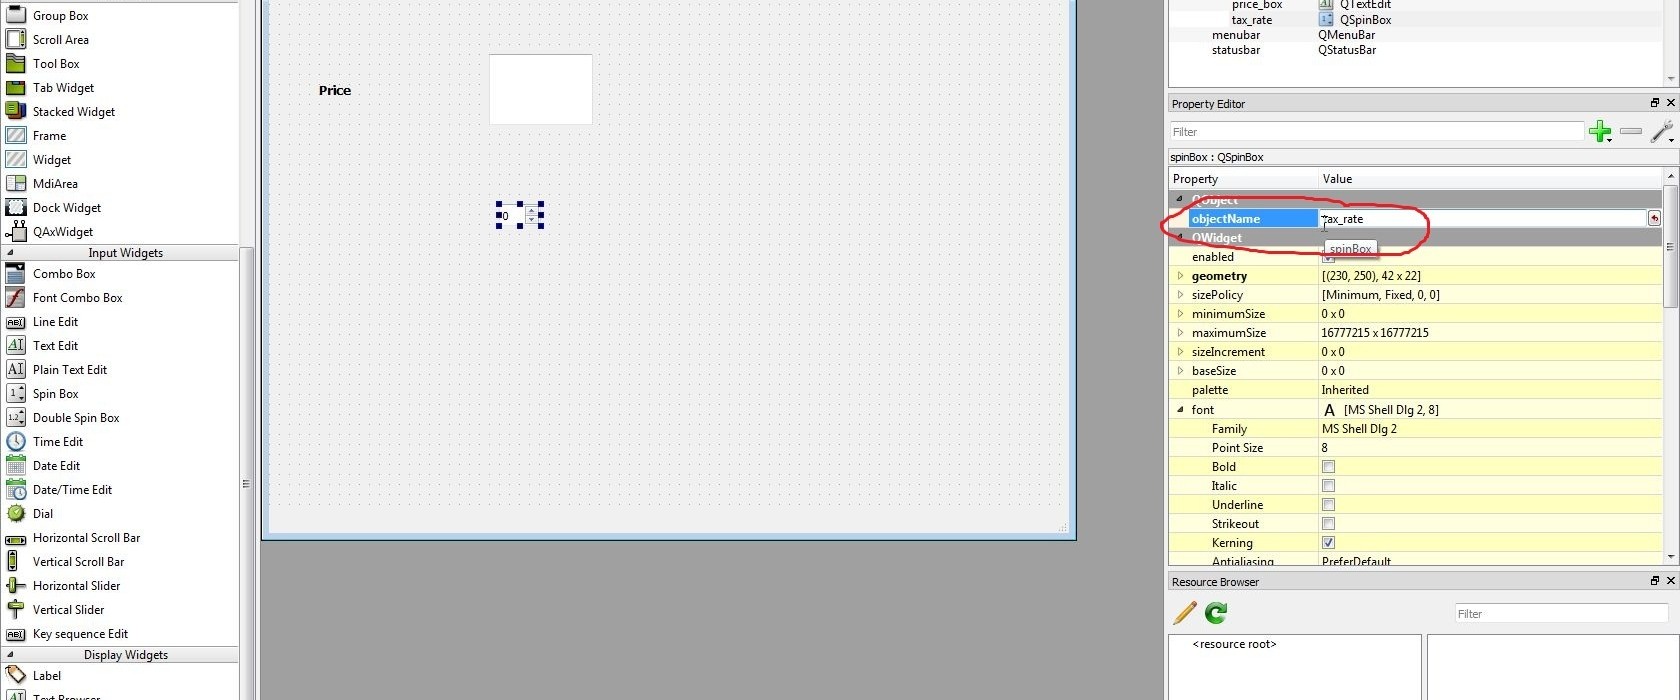 Group Box
Scroll Area
Tool Box
Tab Widget
Stacked Widget
Frame
Widget
MdiArea
Dock Widget
QAxWidget
Input Widgets
Combo Box
Font Combo Box
Line Edit
Text Edit
Plain Text Edit
Spin Box
Double Spin Box
Time Edit
Date Edit
Date/Time Edit
Dial
Horizontal Scroll Bar
Vertical Scroll Bar
Horizontal Slider
Vertical Slider
Key sequence Edit
Display Widgets
Label
Text Browser
Price
0
price_box QTextEdit
tax_rate QSpinBox
menubar QMenuBar
statusbar QStatusBar
Property Editor
Filter
spinBox : QSpinBox
Property Value
QObject
objectName tax_rate
QWidget
spinBox
enabled
geometry [(230, 250), 42 x 22]
sizePolicy [Minimum, Fixed, 0, 0]
minimumSize 0 x 0
maximumSize 16777215 x 16777215
sizeIncrement 0 x 0
baseSize 0 x 0
palette Inherited
font A [MS Shell Dlg 2, 8]
Family MS Shell Dlg 2
Point Size 8
Bold
Italic
Underline
Strikeout
Kerning
Antialiasing PreferDefault
Resource Browser
Filter
<resource root>